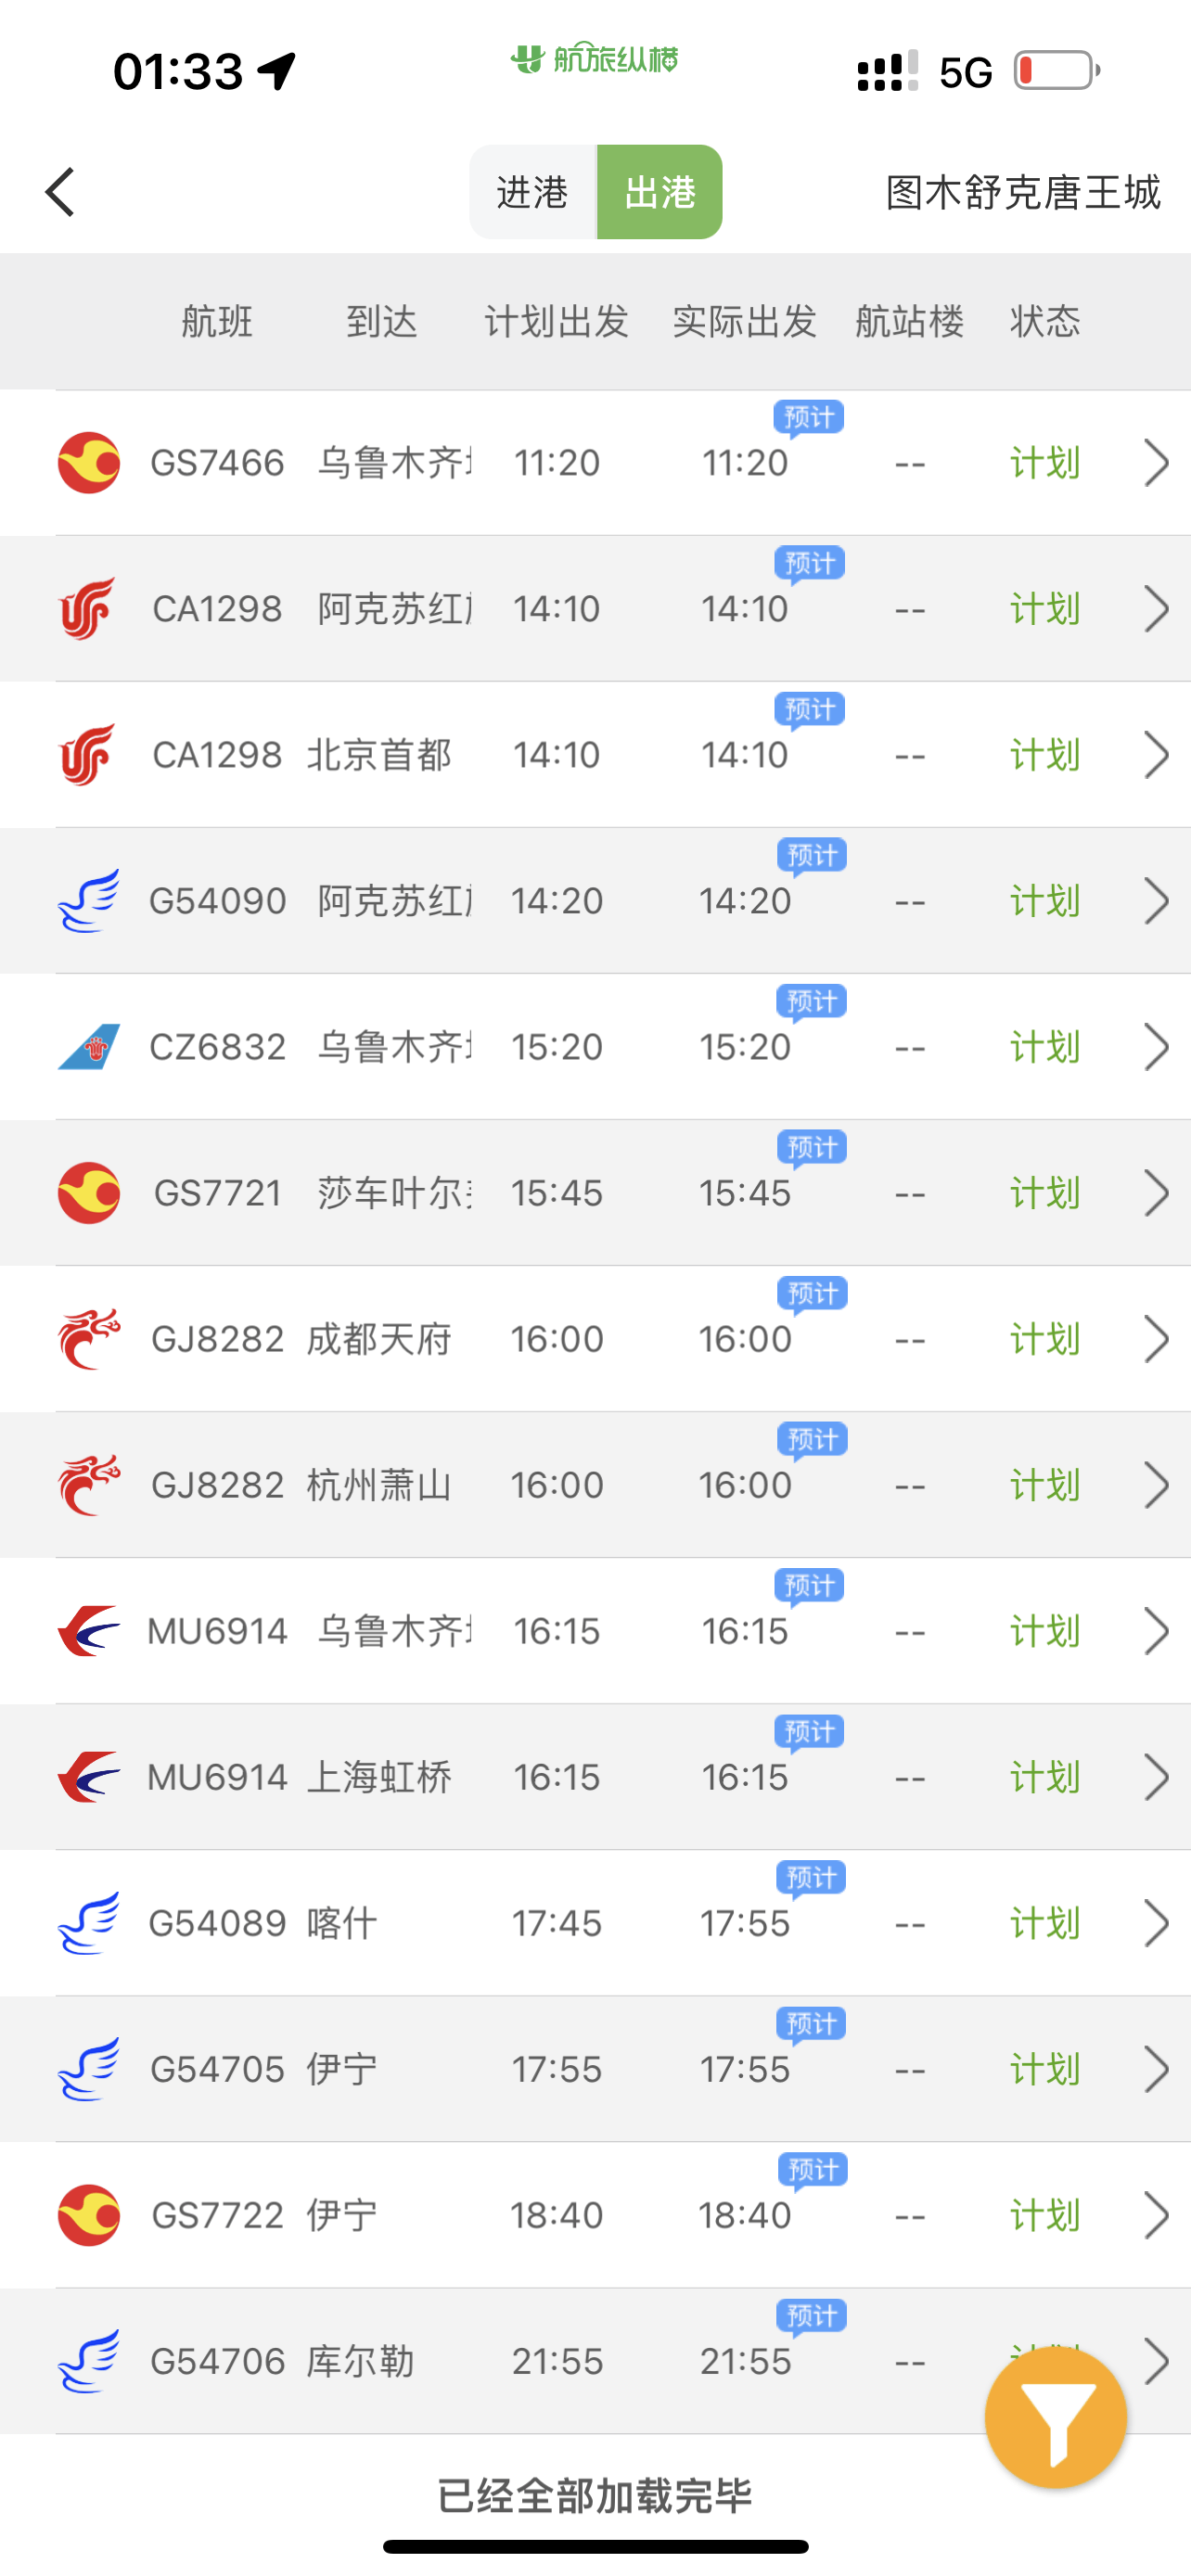 01:33 航旅纵横 5G
进港 出港 图木舒克唐王城
航班 到达 计划出发 实际出发 航站楼 状态
预计
GS7466 乌鲁木齐 11:20 11:20 -- 计划
预计
CA1298 阿克苏红 14:10 14:10 -- 计划
预计
CA1298 北京首都 14:10 14:10 -- 计划
预计
G54090 阿克苏红 14:20 14:20 -- 计划
预计
CZ6832 乌鲁木齐 15:20 15:20 -- 计划
预计
GS7721 莎车叶尔 15:45 15:45 -- 计划
预计
GJ8282 成都天府 16:00 16:00 -- 计划
预计
GJ8282 杭州萧山 16:00 16:00 -- 计划
预计
MU6914 乌鲁木齐 16:15 16:15 -- 计划
预计
MU6914 上海虹桥 16:15 16:15 -- 计划
预计
G54089 喀什 17:45 17:55 -- 计划
预计
G54705 伊宁 17:55 17:55 -- 计划
预计
GS7722 伊宁 18:40 18:40 -- 计划
预计
G54706 库尔勒 21:55 21:55 --
已经全部加载完毕